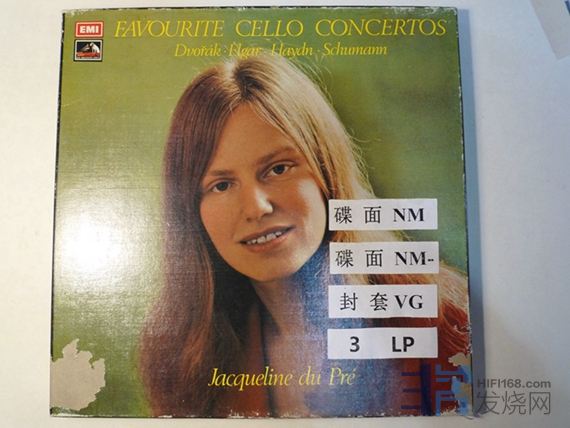 EMI
FAVOURITE CELLO CONCERTOS
Dvořák · Elgar · Haydn · Schumann
碟面 NM
碟面 NM-
封套 VG
3 LP
Jacqueline du Pré
HIFI168.com
发烧网